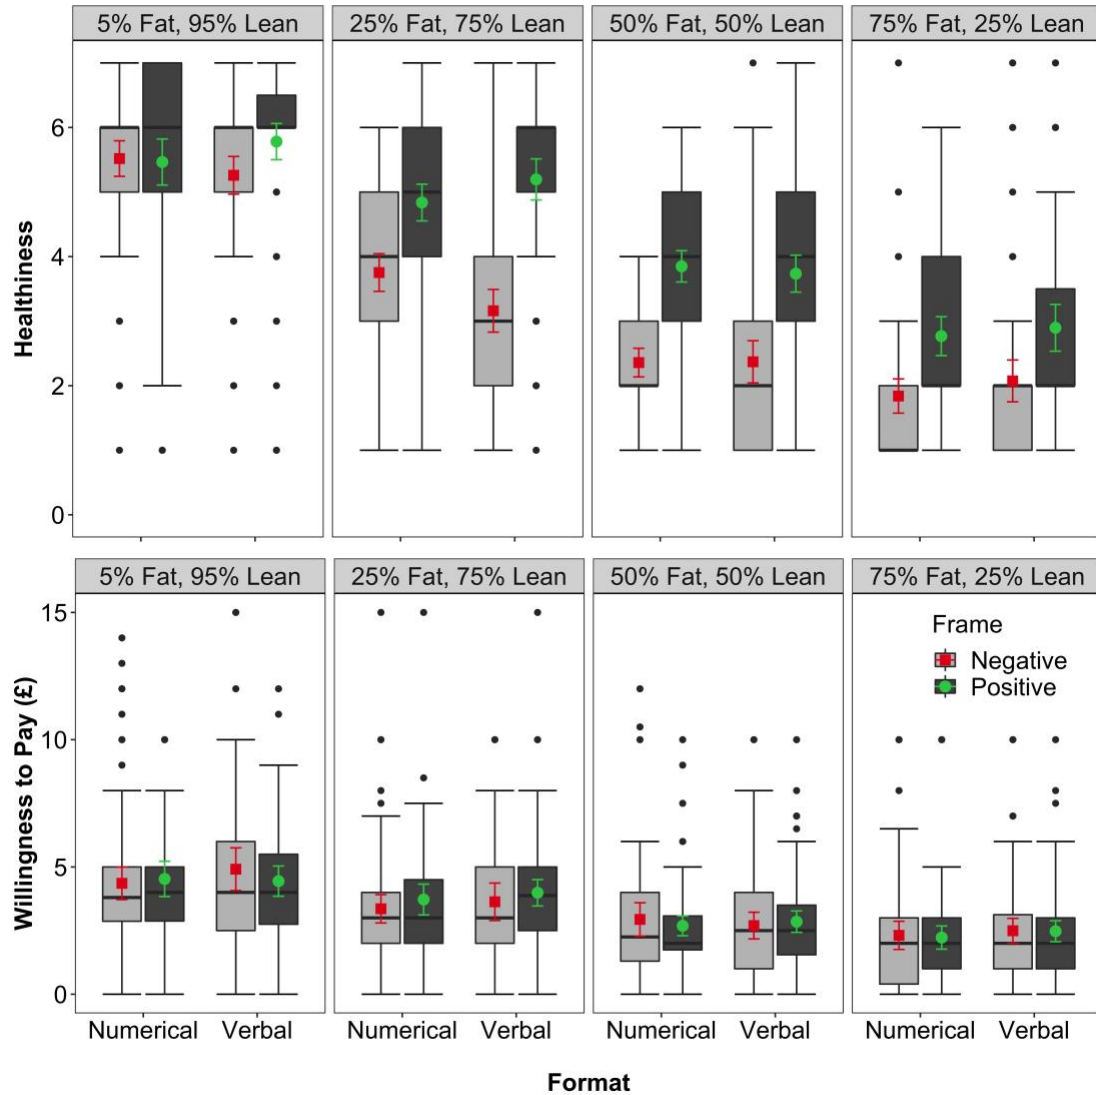 5% Fat, 95% Lean
25% Fat, 75% Lean
50% Fat, 50% Lean
75% Fat, 25% Lean
Healthiness
6
4
2
0
5% Fat, 95% Lean
25% Fat, 75% Lean
50% Fat, 50% Lean
75% Fat, 25% Lean
Willingness to Pay (£)
15
10
5
0
Frame
Negative
Positive
Numerical Verbal
Numerical Verbal
Numerical Verbal
Numerical Verbal
Format